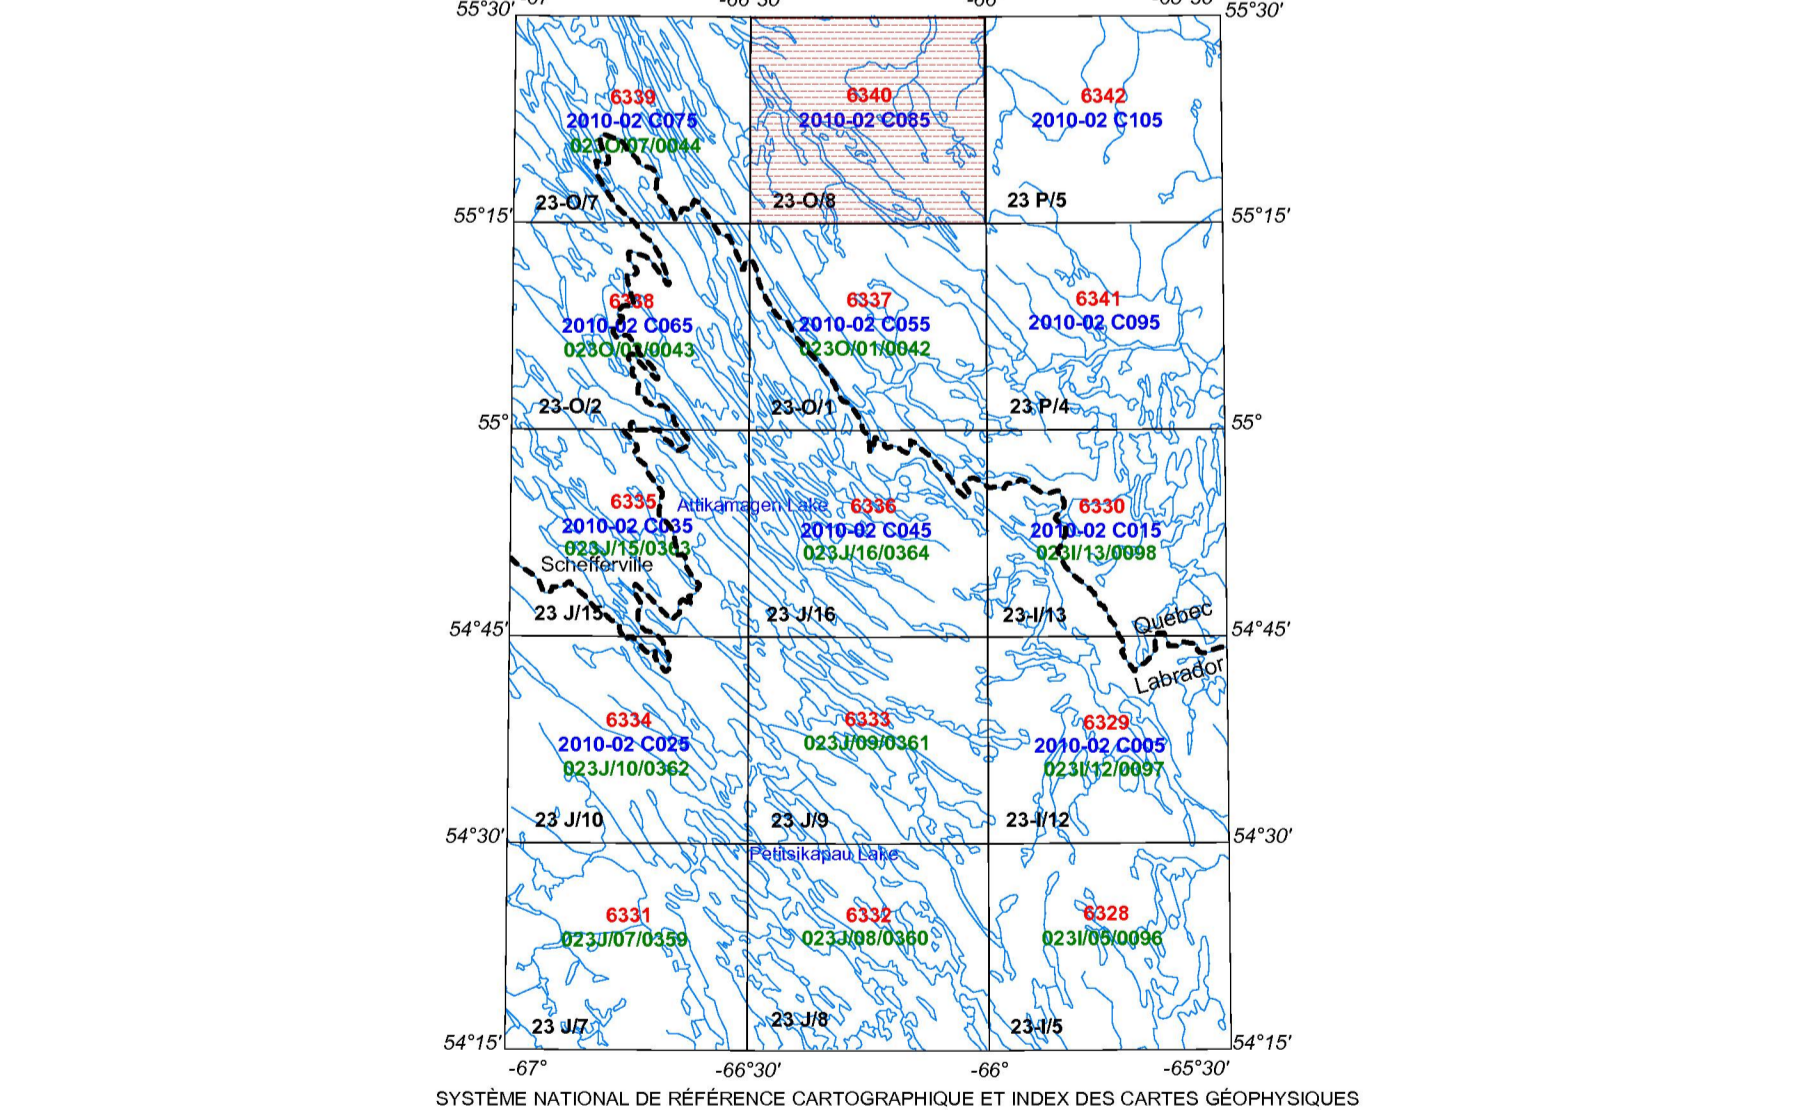 55°30' -66°30' -66° 55°30'
6339 6340 6342
2010-02 C075 2010-02 C085 2010-02 C105
023O/07/0044
23-O/7 23-O/8 23 P/5
55°15' 55°15'
6338 6337 6341
2010-02 C065 2010-02 C055 2010-02 C095
023O/02/0043 023O/01/0042
23-O/2 23-O/1 23 P/4
55° 55°
6335 Attikamagen Lake 6336 6330
2010-02 C035 2010-02 C045 2010-02 C015
023J/15/0363 023J/16/0364 023I/13/0098
Schefferville
23 J/15 23 J/16 23-I/13 Québec
54°45' 54°45'
Labrador
6334 6333 6329
2010-02 C025 023J/09/0361 2010-02 C005
023J/10/0362 023I/12/0097
23 J/10 23 J/9 23-I/12
54°30' 54°30'
Petitsikapau Lake
6331 6332 6328
023J/07/0359 023J/08/0360 023I/05/0096
23 J/7 23 J/8 23-I/5
54°15' 54°15'
-67° -66°30' -66° -65°30'
SYSTÈME NATIONAL DE RÉFÉRENCE CARTOGRAPHIQUE ET INDEX DES CARTES GÉOPHYSIQUES